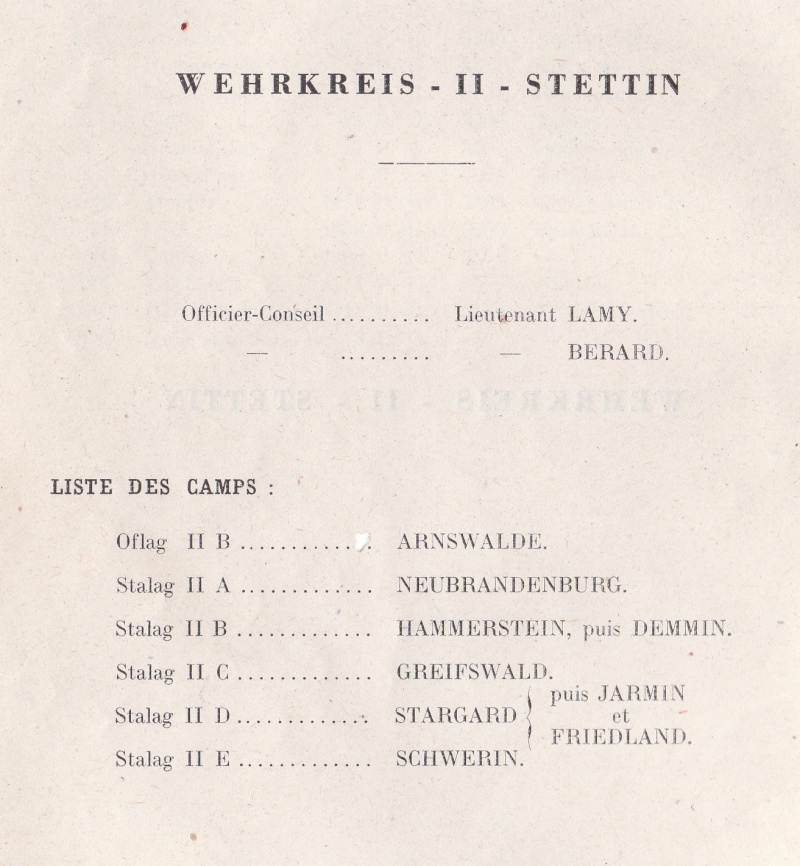 WEHRKREIS - II - STETTIN
Officier-Conseil .......... Lieutenant LAMY.
— ......... — BERARD.
LISTE DES CAMPS :
Oflag II B ............. ARNSWALDE.
Stalag II A ............. NEUBRANDENBURG.
Stalag II B ............. HAMMERSTEIN, puis DEMMIN.
Stalag II C ............. GREIFSWALD.
Stalag II D ............. STARGARD { puis JARMIN
et
FRIEDLAND.
Stalag II E ............. SCHWERIN.